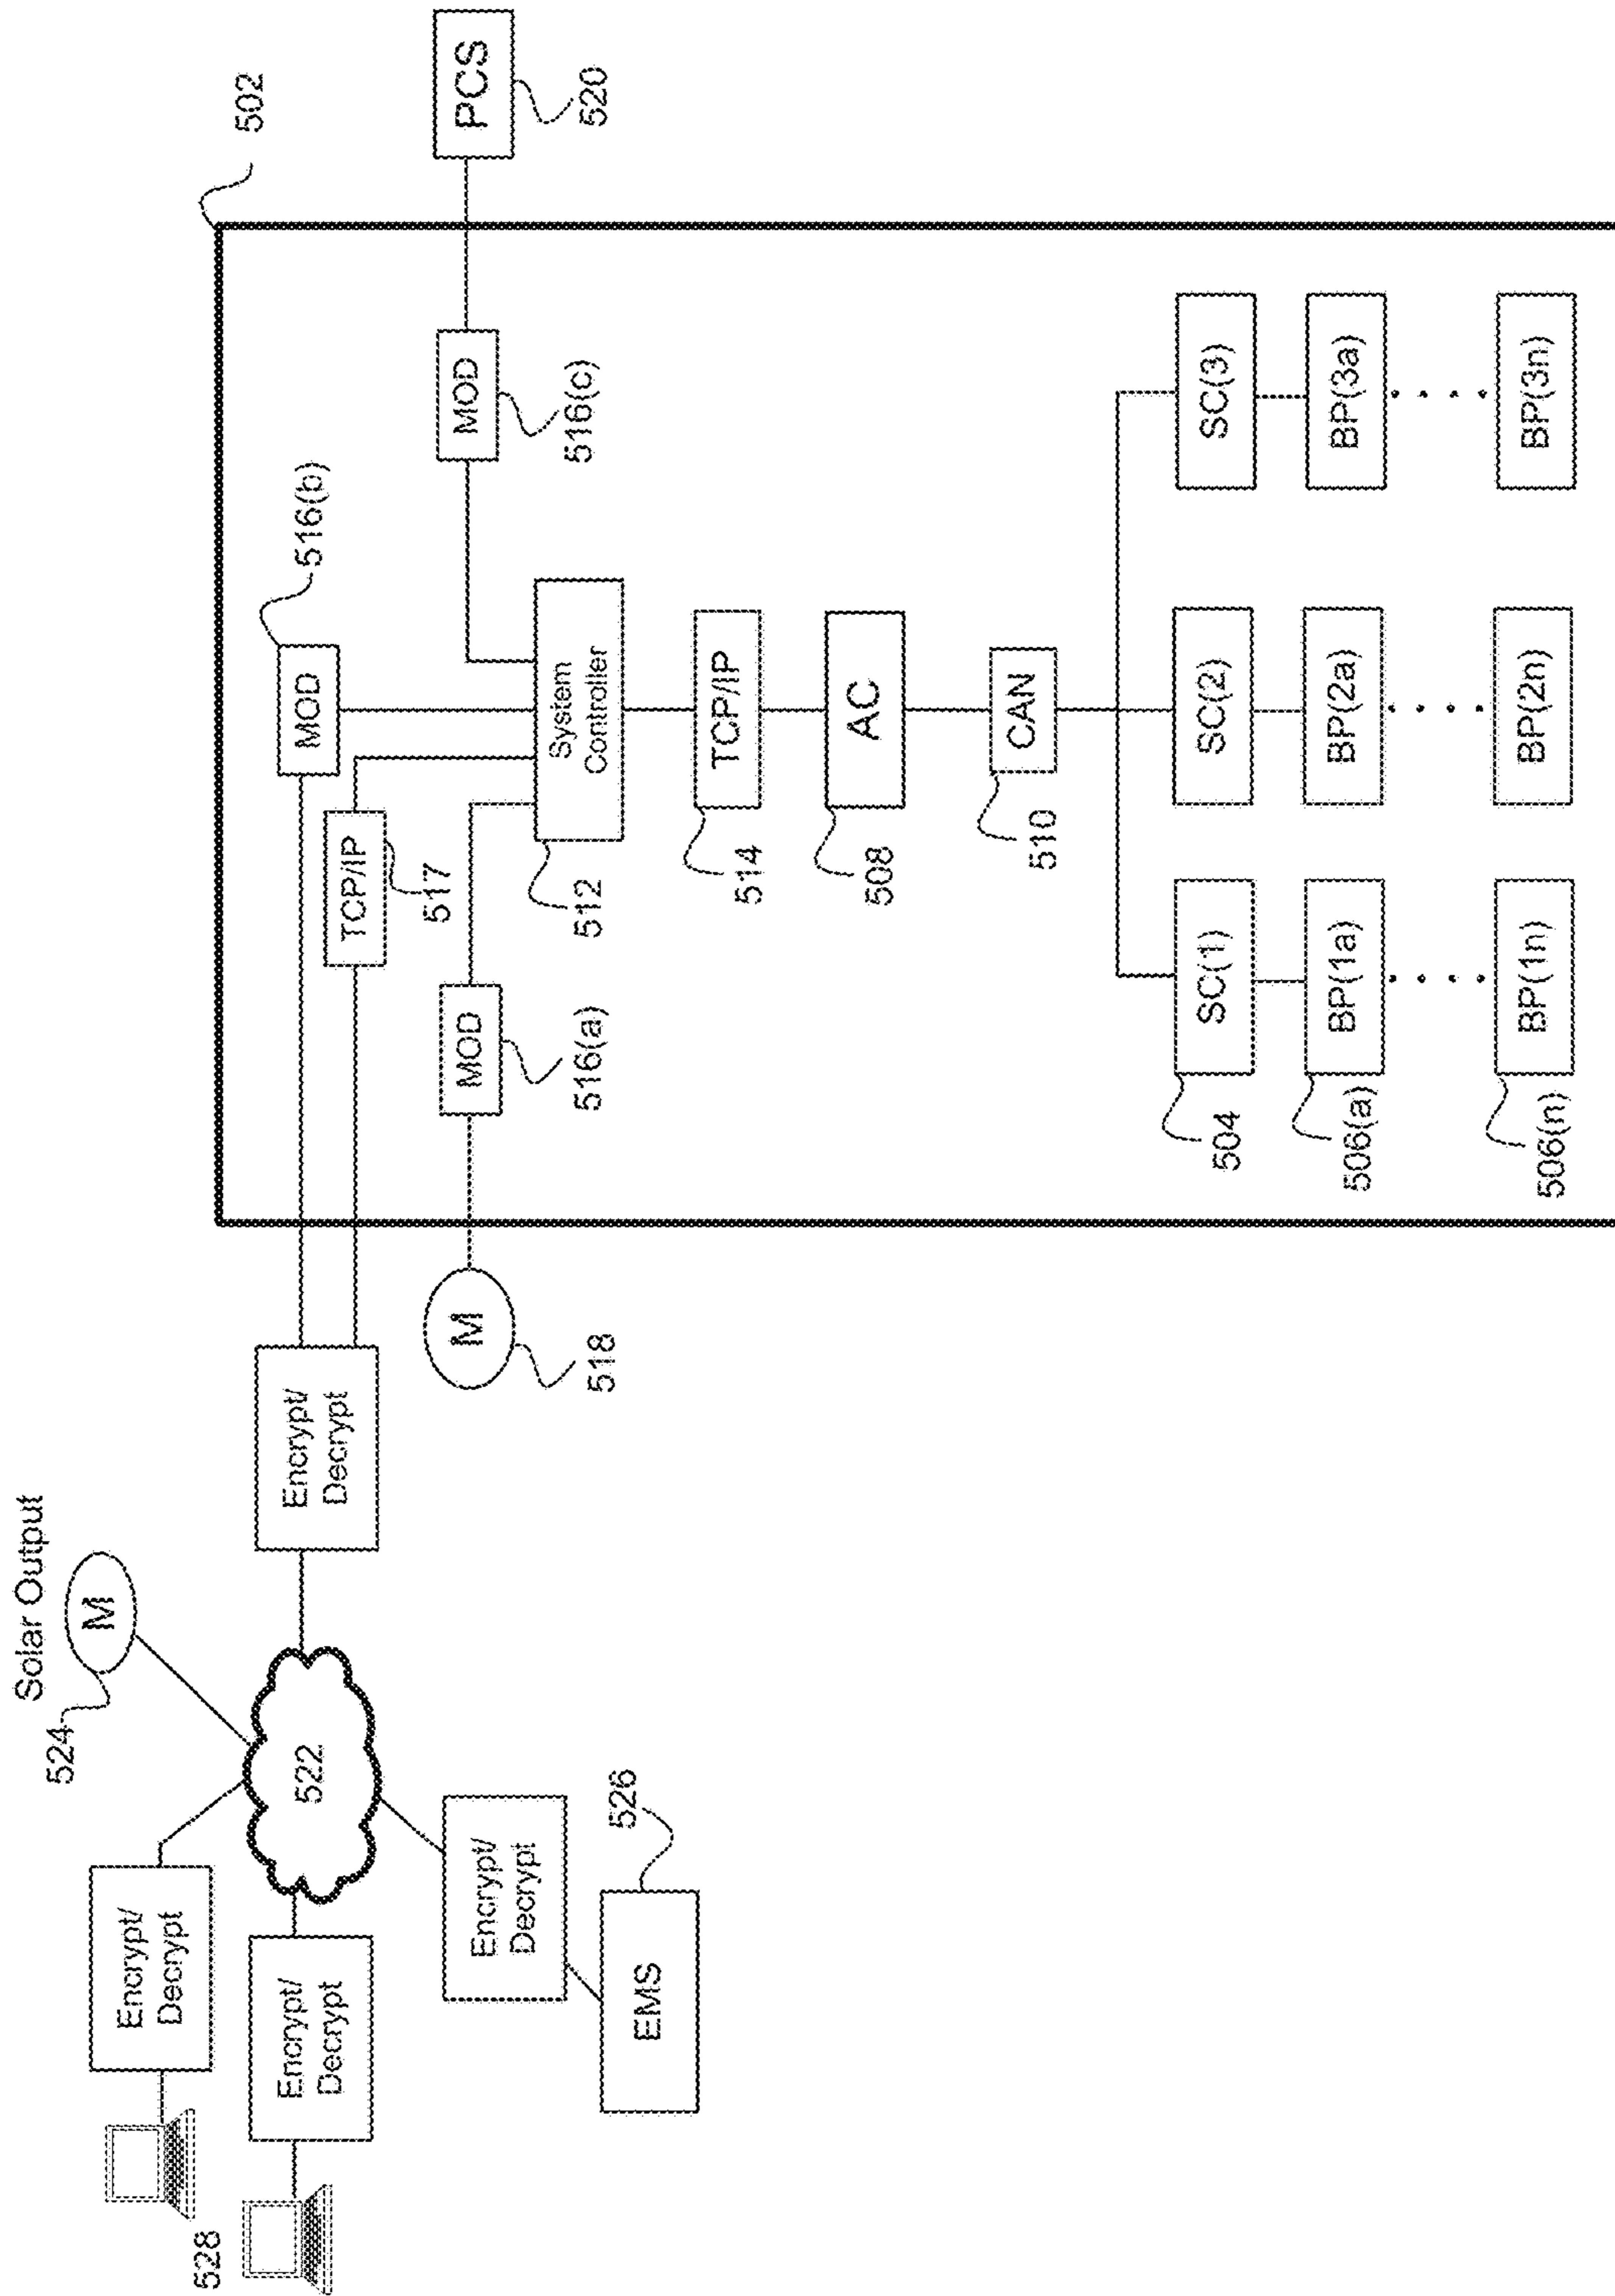 Solar Output
524
M
Encrypt/
Decrypt
528
Encrypt/
Decrypt
522
Encrypt/
Decrypt
EMS
526
Encrypt/
Decrypt
M
518
502
MOD
516(b)
TCP/IP
517
MOD
516(a)
MOD
516(c)
PCS
520
System
Controller
512
TCP/IP
514
AC
508
CAN
510
SC(1)
SC(2)
SC(3)
504
BP(1a)
BP(2a)
BP(3a)
506(a)
BP(1n)
BP(2n)
BP(3n)
506(n)